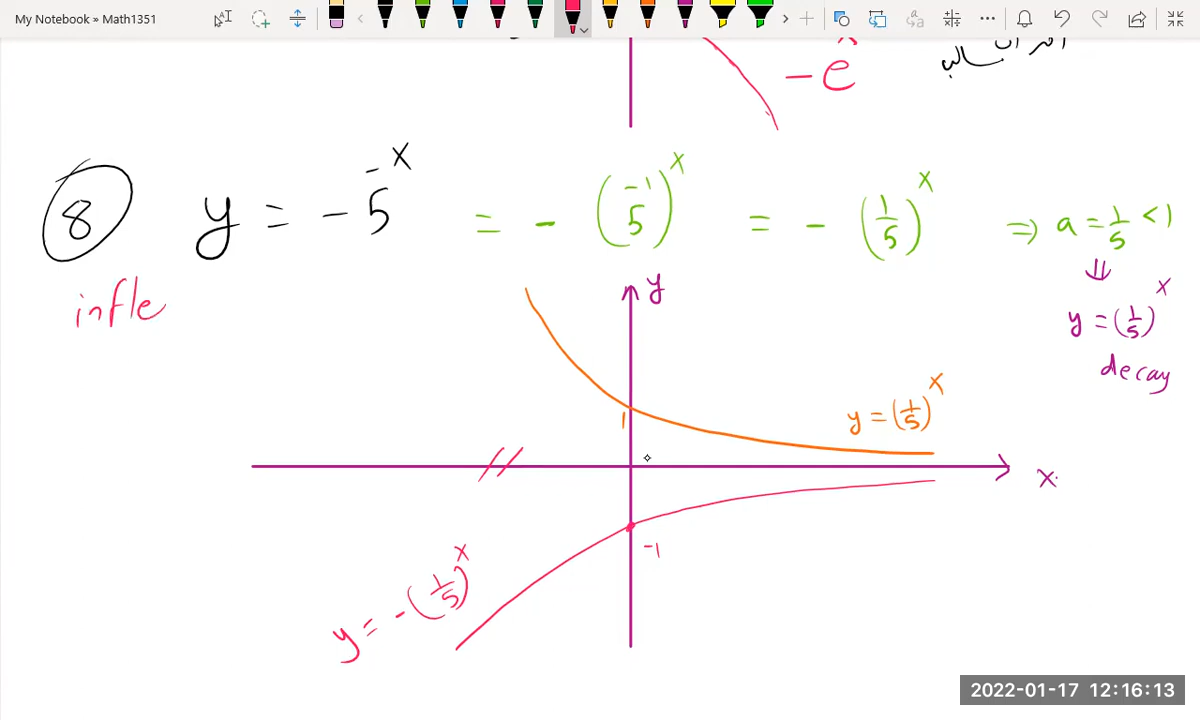 My Notebook » Math1351
− e^x
⑧ y = − 5^−x = − (5^−1)^x = − (1/5)^x ⇒ a = 1/5 < 1
⇓
y = (1/5)^x
decay
infle
y
1
y = (1/5)^x
x
−1
y = −(1/5)^x
2022-01-17 12:16:13